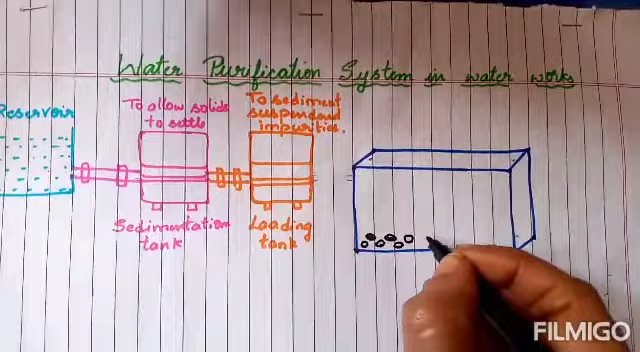 Water Purification System in water works
Reservoir
To allow solids
to settle
To sediment
suspended
impurities.
Sedimentation
tank
Loading
tank
FILMIGO